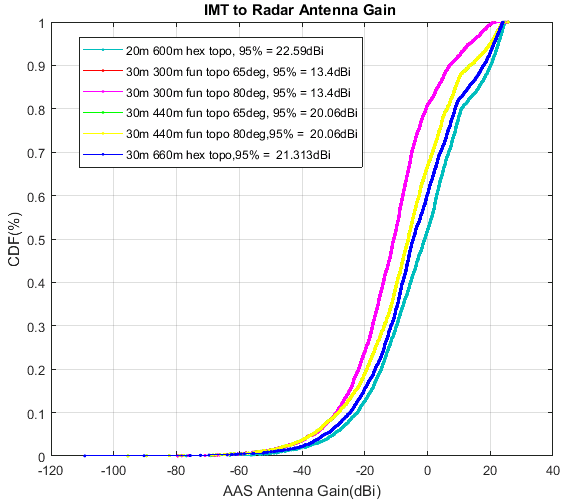 IMT to Radar Antenna Gain
20m 600m hex topo, 95% = 22.59dBi
30m 300m fun topo 65deg, 95% = 13.4dBi
30m 300m fun topo 80deg, 95% = 13.4dBi
30m 440m fun topo 65deg, 95% = 20.06dBi
30m 440m fun topo 80deg,95% = 20.06dBi
30m 660m hex topo,95% = 21.313dBi
CDF(%)
1
0.9
0.8
0.7
0.6
0.5
0.4
0.3
0.2
0.1
0
-120
-100
-80
-60
-40
-20
0
20
40
AAS Antenna Gain(dBi)